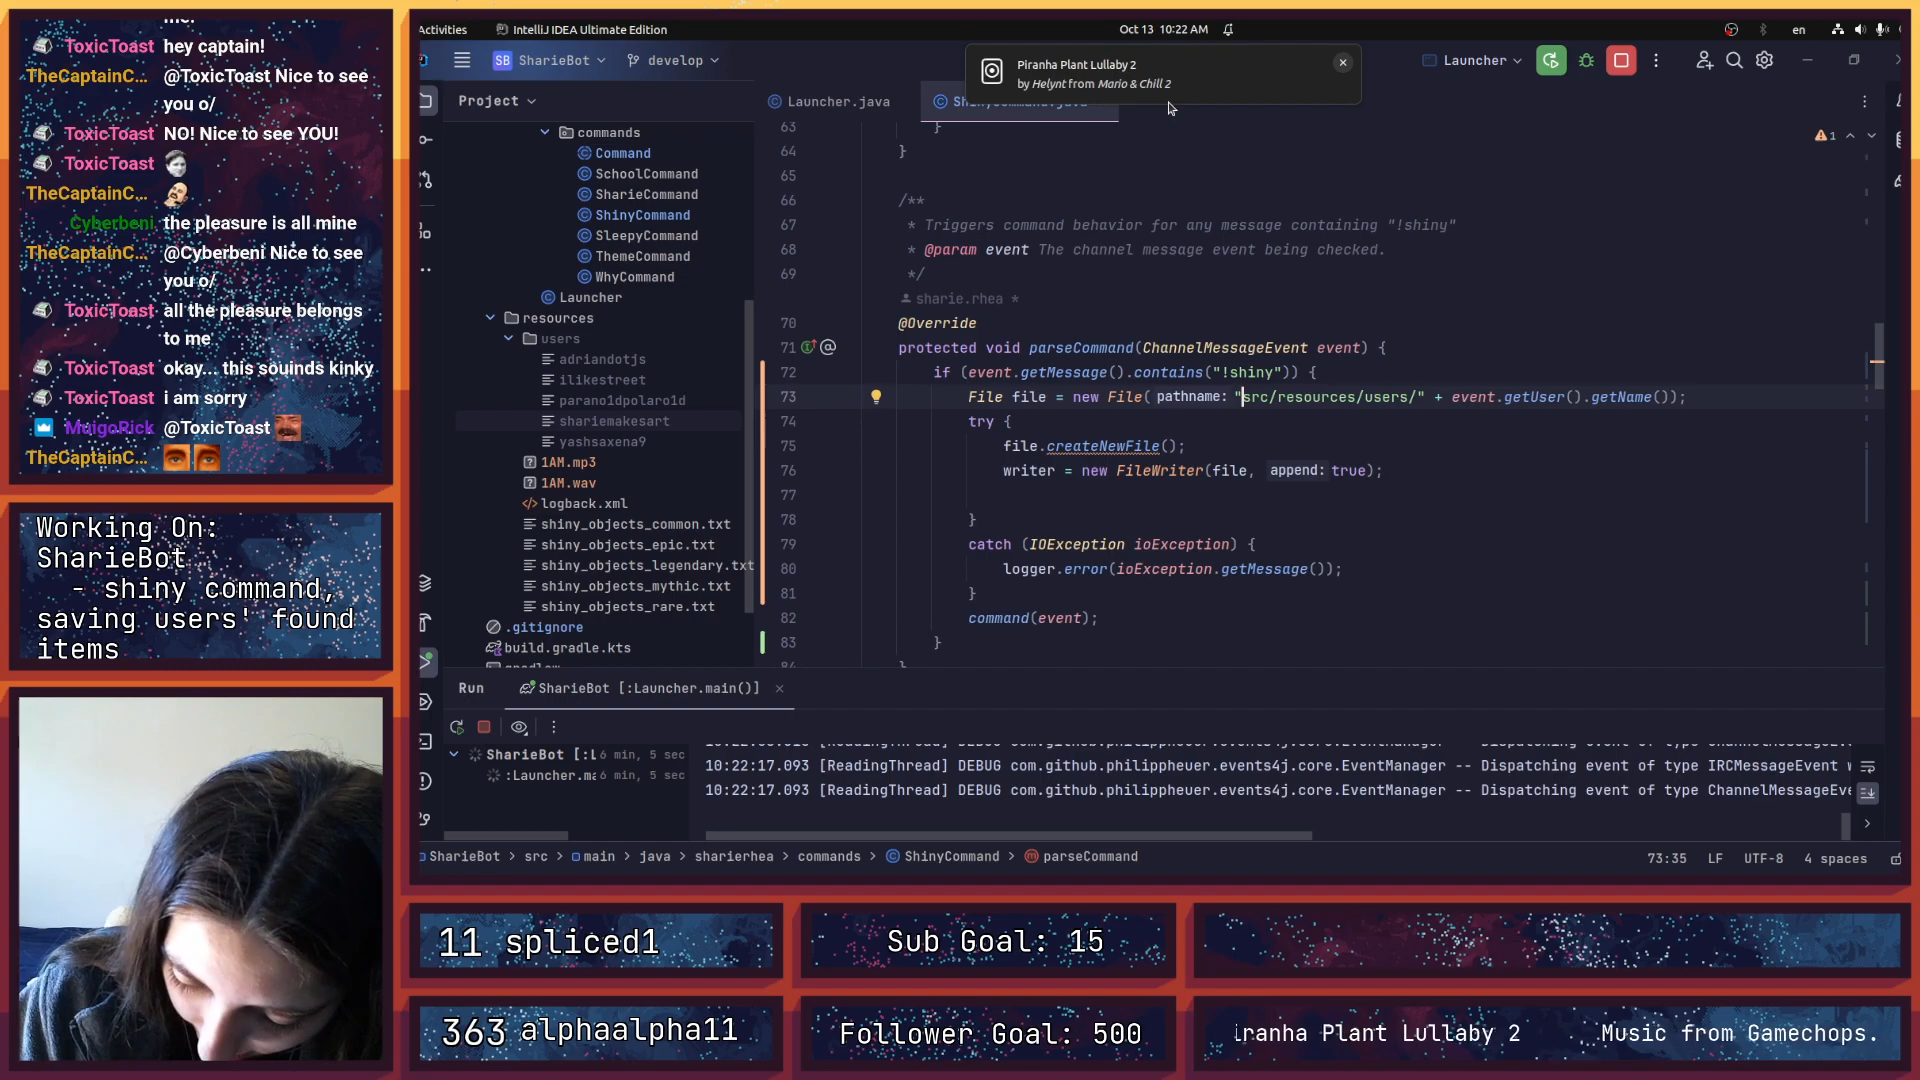 ToxicToast hey captain!
TheCaptainC... @ToxicToast Nice to see
you o/
ToxicToast NO! Nice to see YOU!
ToxicToast
TheCaptainC...
Cyberbeni the pleasure is all mine
TheCaptainC... @Cyberbeni Nice to see
you o/
ToxicToast all the pleasure belongs
to me
ToxicToast okay... this souinds kinky
ToxicToast i am sorry
MuigoRick @ToxicToast
TheCaptainC...
Working On:
SharieBot
- shiny command,
saving users' found
items
Activities
IntelliJ IDEA Ultimate Edition
Oct 13 10:22 AM
en
SB SharieBot
develop
Piranha Plant Lullaby 2
by Helynt from Mario & Chill 2
Launcher
Project
Launcher.java
commands
Command
SchoolCommand
SharieCommand
ShinyCommand
SleepyCommand
ThemeCommand
WhyCommand
Launcher
resources
users
adriandotjs
ilikestreet
parano1dpolaro1d
shariemakesart
yashsaxena9
1AM.mp3
1AM.wav
logback.xml
shiny_objects_common.txt
shiny_objects_epic.txt
shiny_objects_legendary.txt
shiny_objects_mythic.txt
shiny_objects_rare.txt
.gitignore
build.gradle.kts
1
63 }
64 }
65
66 /**
67 * Triggers command behavior for any message containing "!shiny"
68 * @param event The channel message event being checked.
69 */
sharie.rhea *
70 @Override
71 protected void parseCommand(ChannelMessageEvent event) {
72 if (event.getMessage().contains("!shiny")) {
73 File file = new File( pathname: "src/resources/users/" + event.getUser().getName());
74 try {
75 file.createNewFile();
76 writer = new FileWriter(file, append: true);
77
78 }
79 catch (IOException ioException) {
80 logger.error(ioException.getMessage());
81 }
82 command(event);
83 }
84 }
Run
SharieBot [:Launcher.main()]
SharieBot [:L 6 min, 5 sec
:Launcher.ma 6 min, 5 sec
10:22:17.093 [ReadingThread] DEBUG com.github.philippheuer.events4j.core.EventManager -- Dispatching event of type IRCMessageEvent w
10:22:17.093 [ReadingThread] DEBUG com.github.philippheuer.events4j.core.EventManager -- Dispatching event of type ChannelMessageEve
SharieBot > src > main > java > sharierhea > commands > ShinyCommand > parseCommand
73:35 LF UTF-8 4 spaces
11 spliced1
Sub Goal: 15
363 alphaalpha11
Follower Goal: 500
iranha Plant Lullaby 2 Music from Gamechops.